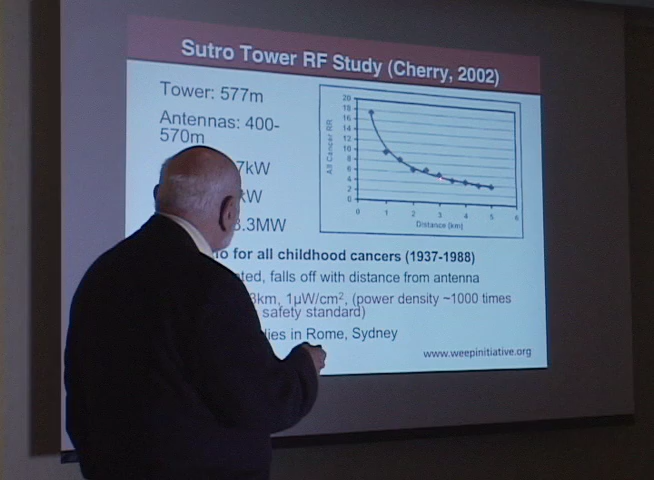 Sutro Tower RF Study (Cherry, 2002)
Tower: 577m
Antennas: 400-
570m
7kW
kW
3.3MW
All Cancer RR
20
18
16
14
12
10
8
6
4
2
0
0 1 2 3 4 5 6
Distance (km)
for all childhood cancers (1937-1988)
ted, falls off with distance from antenna
3km, 1µW/cm², (power density ~1000 times
safety standard)
lies in Rome, Sydney
www.weepinitiative.org